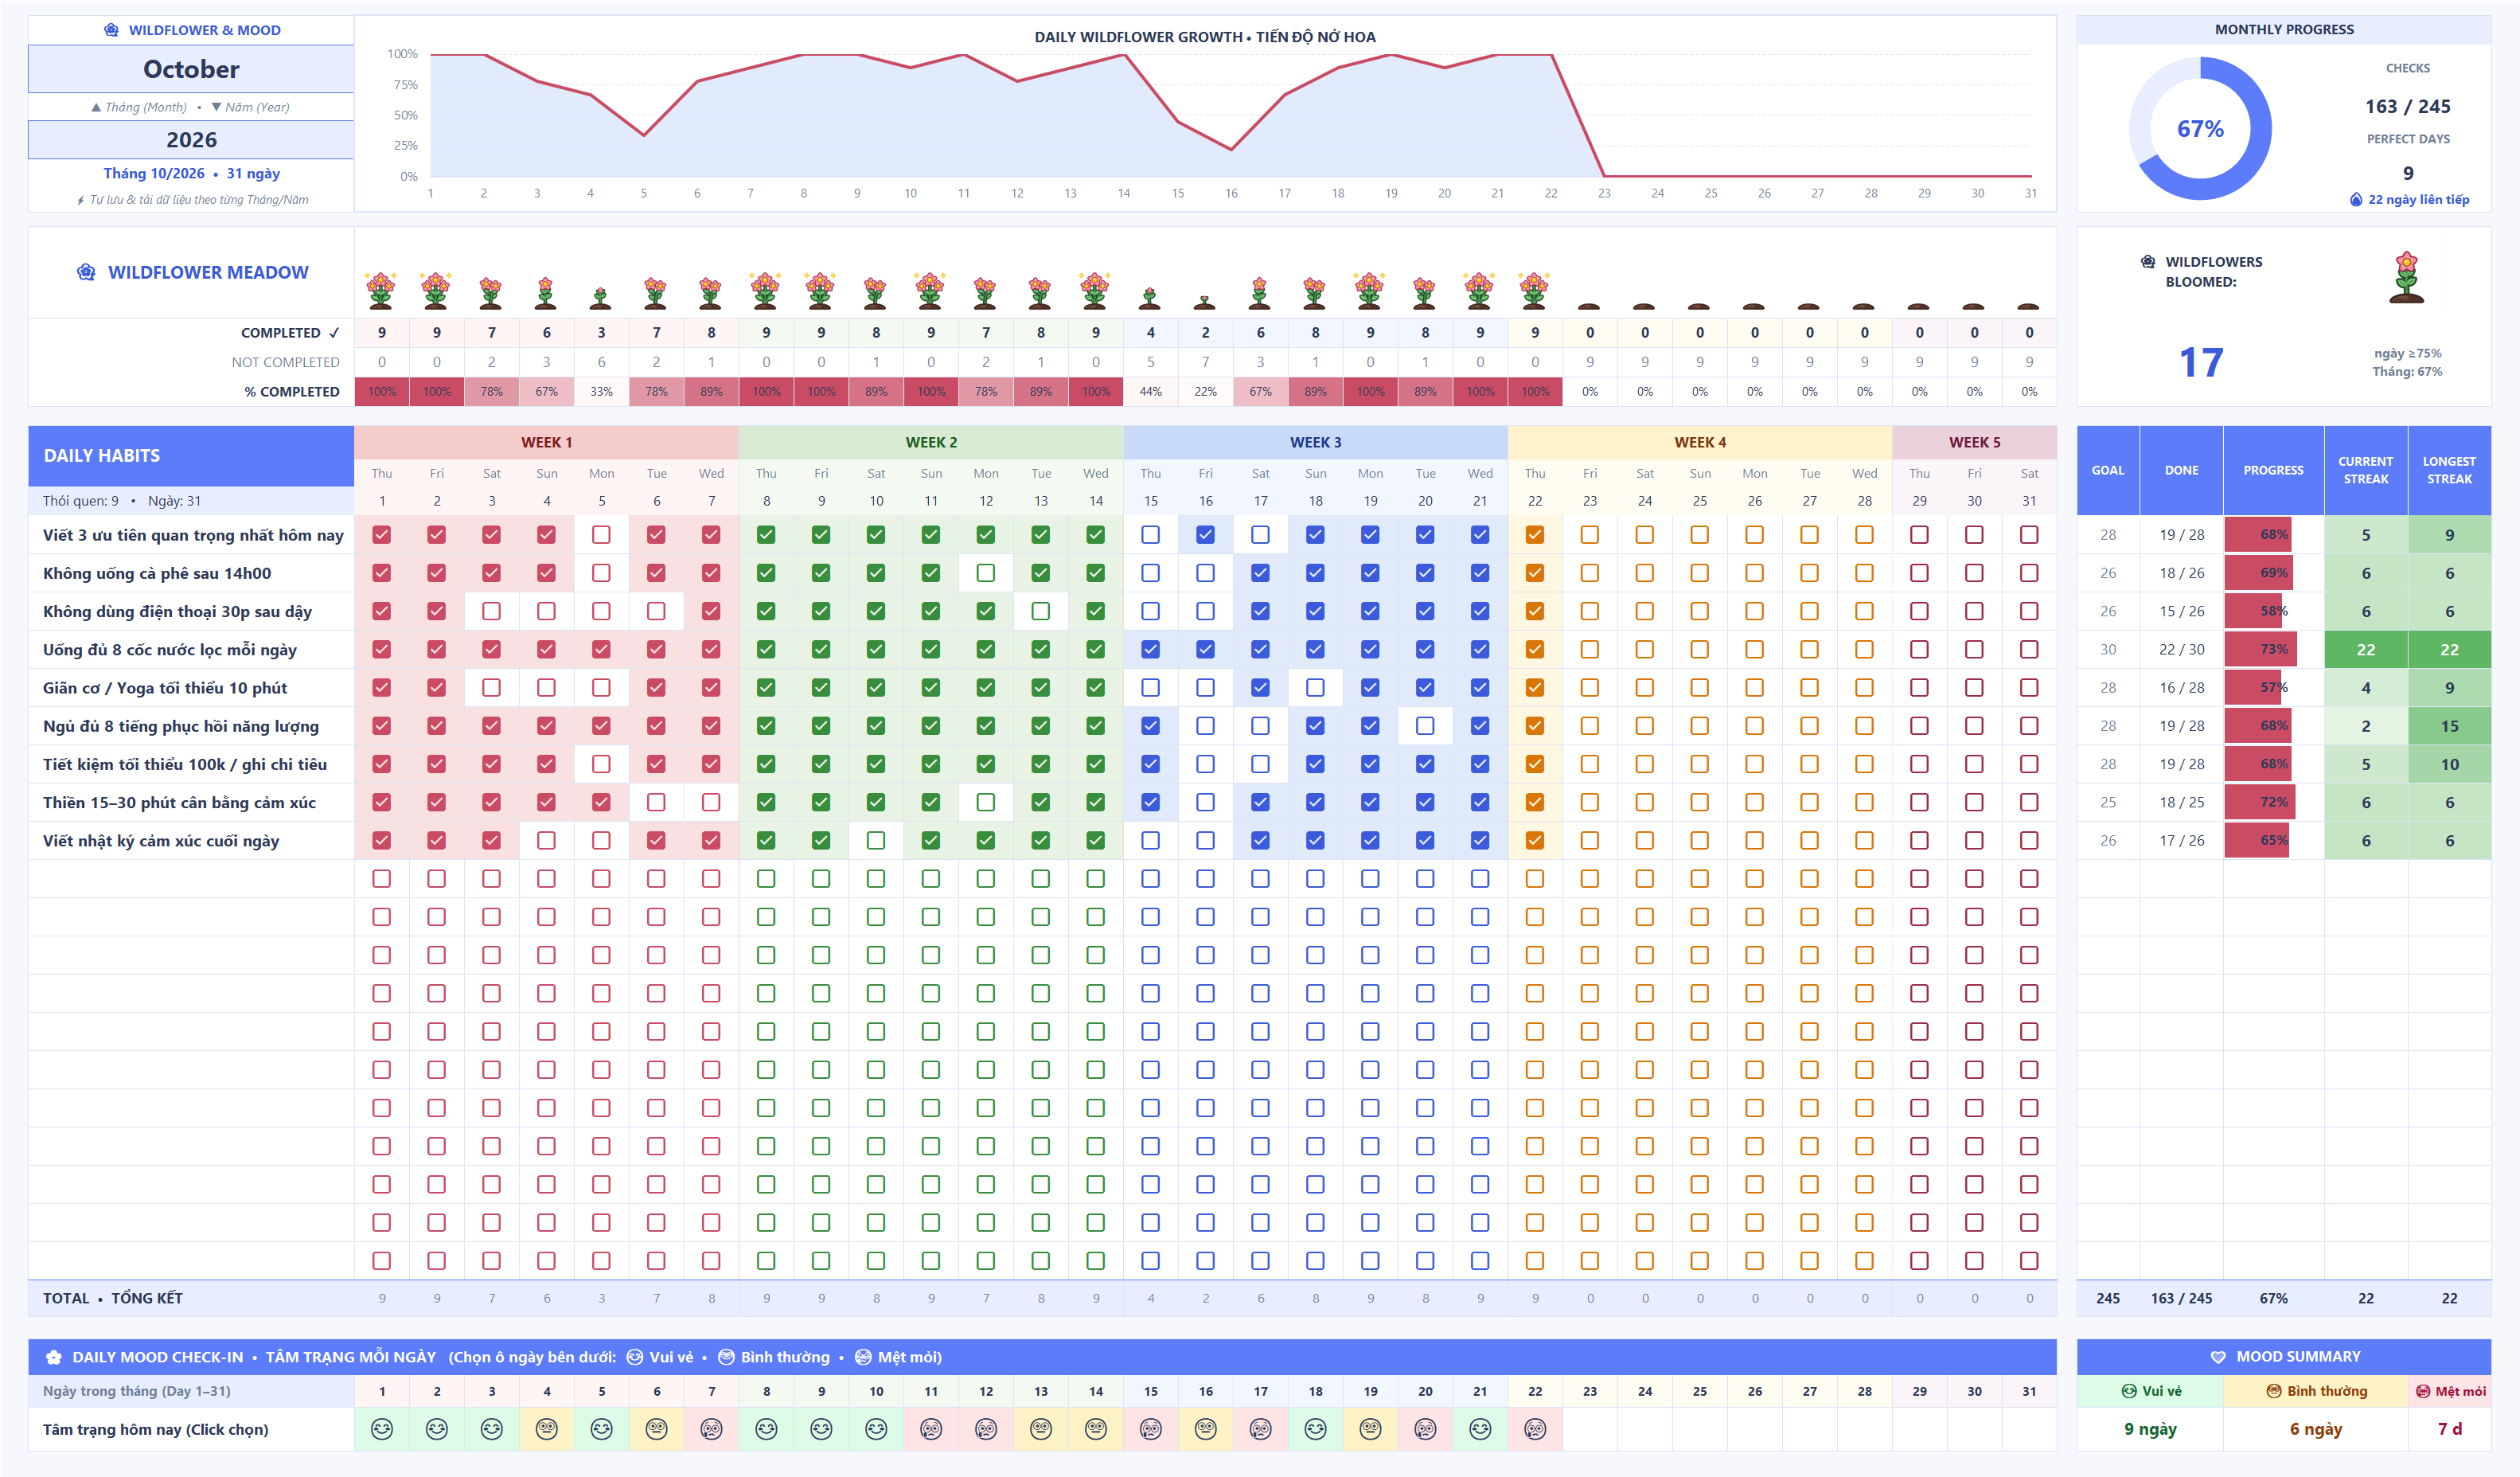 WILDFLOWER & MOOD
October
▲ Tháng (Month) • ▼ Năm (Year)
2026
Tháng 10/2026 • 31 ngày
Tự lưu & tải dữ liệu theo từng Tháng/Năm
DAILY WILDFLOWER GROWTH • TIẾN ĐỘ NỞ HOA
100%
75%
50%
25%
0%
1 2 3 4 5 6 7 8 9 10 11 12 13 14 15 16 17 18 19 20 21 22 23 24 25 26 27 28 29 30 31
MONTHLY PROGRESS
67%
CHECKS
163 / 245
PERFECT DAYS
9
22 ngày liên tiếp
WILDFLOWER MEADOW
COMPLETED ✓ 9 9 7 6 3 7 8 9 9 8 9 7 8 9 4 2 6 8 9 8 9 9 0 0 0 0 0 0 0 0 0
NOT COMPLETED 0 0 2 3 6 2 1 0 0 1 0 2 1 0 5 7 3 1 0 1 0 0 9 9 9 9 9 9 9 9 9
% COMPLETED 100% 100% 78% 67% 33% 78% 89% 100% 100% 89% 100% 78% 89% 100% 44% 22% 67% 89% 100% 89% 100% 100% 0% 0% 0% 0% 0% 0% 0% 0% 0%
WILDFLOWERS
BLOOMED:
17
ngày ≥75%
Tháng: 67%
DAILY HABITS
WEEK 1 WEEK 2 WEEK 3 WEEK 4 WEEK 5
Thu Fri Sat Sun Mon Tue Wed Thu Fri Sat Sun Mon Tue Wed Thu Fri Sat Sun Mon Tue Wed Thu Fri Sat Sun Mon Tue Wed Thu Fri Sat
Thói quen: 9 • Ngày: 31 1 2 3 4 5 6 7 8 9 10 11 12 13 14 15 16 17 18 19 20 21 22 23 24 25 26 27 28 29 30 31
GOAL DONE PROGRESS CURRENT STREAK LONGEST STREAK
Viết 3 ưu tiên quan trọng nhất hôm nay 28 19 / 28 68% 5 9
Không uống cà phê sau 14h00 26 18 / 26 69% 6 6
Không dùng điện thoại 30p sau dậy 26 15 / 26 58% 6 6
Uống đủ 8 cốc nước lọc mỗi ngày 30 22 / 30 73% 22 22
Giãn cơ / Yoga tối thiểu 10 phút 28 16 / 28 57% 4 9
Ngủ đủ 8 tiếng phục hồi năng lượng 28 19 / 28 68% 2 15
Tiết kiệm tối thiểu 100k / ghi chi tiêu 28 19 / 28 68% 5 10
Thiền 15–30 phút cân bằng cảm xúc 25 18 / 25 72% 6 6
Viết nhật ký cảm xúc cuối ngày 26 17 / 26 65% 6 6
TOTAL • TỔNG KẾT 9 9 7 6 3 7 8 9 9 8 9 7 8 9 4 2 6 8 9 8 9 9 0 0 0 0 0 0 0 0 0 245 163 / 245 67% 22 22
DAILY MOOD CHECK-IN • TÂM TRẠNG MỖI NGÀY (Chọn ô ngày bên dưới: Vui vẻ • Bình thường • Mệt mỏi)
Ngày trong tháng (Day 1–31) 1 2 3 4 5 6 7 8 9 10 11 12 13 14 15 16 17 18 19 20 21 22 23 24 25 26 27 28 29 30 31
Tâm trạng hôm nay (Click chọn)
MOOD SUMMARY
Vui vẻ Bình thường Mệt mỏi
9 ngày 6 ngày 7 d